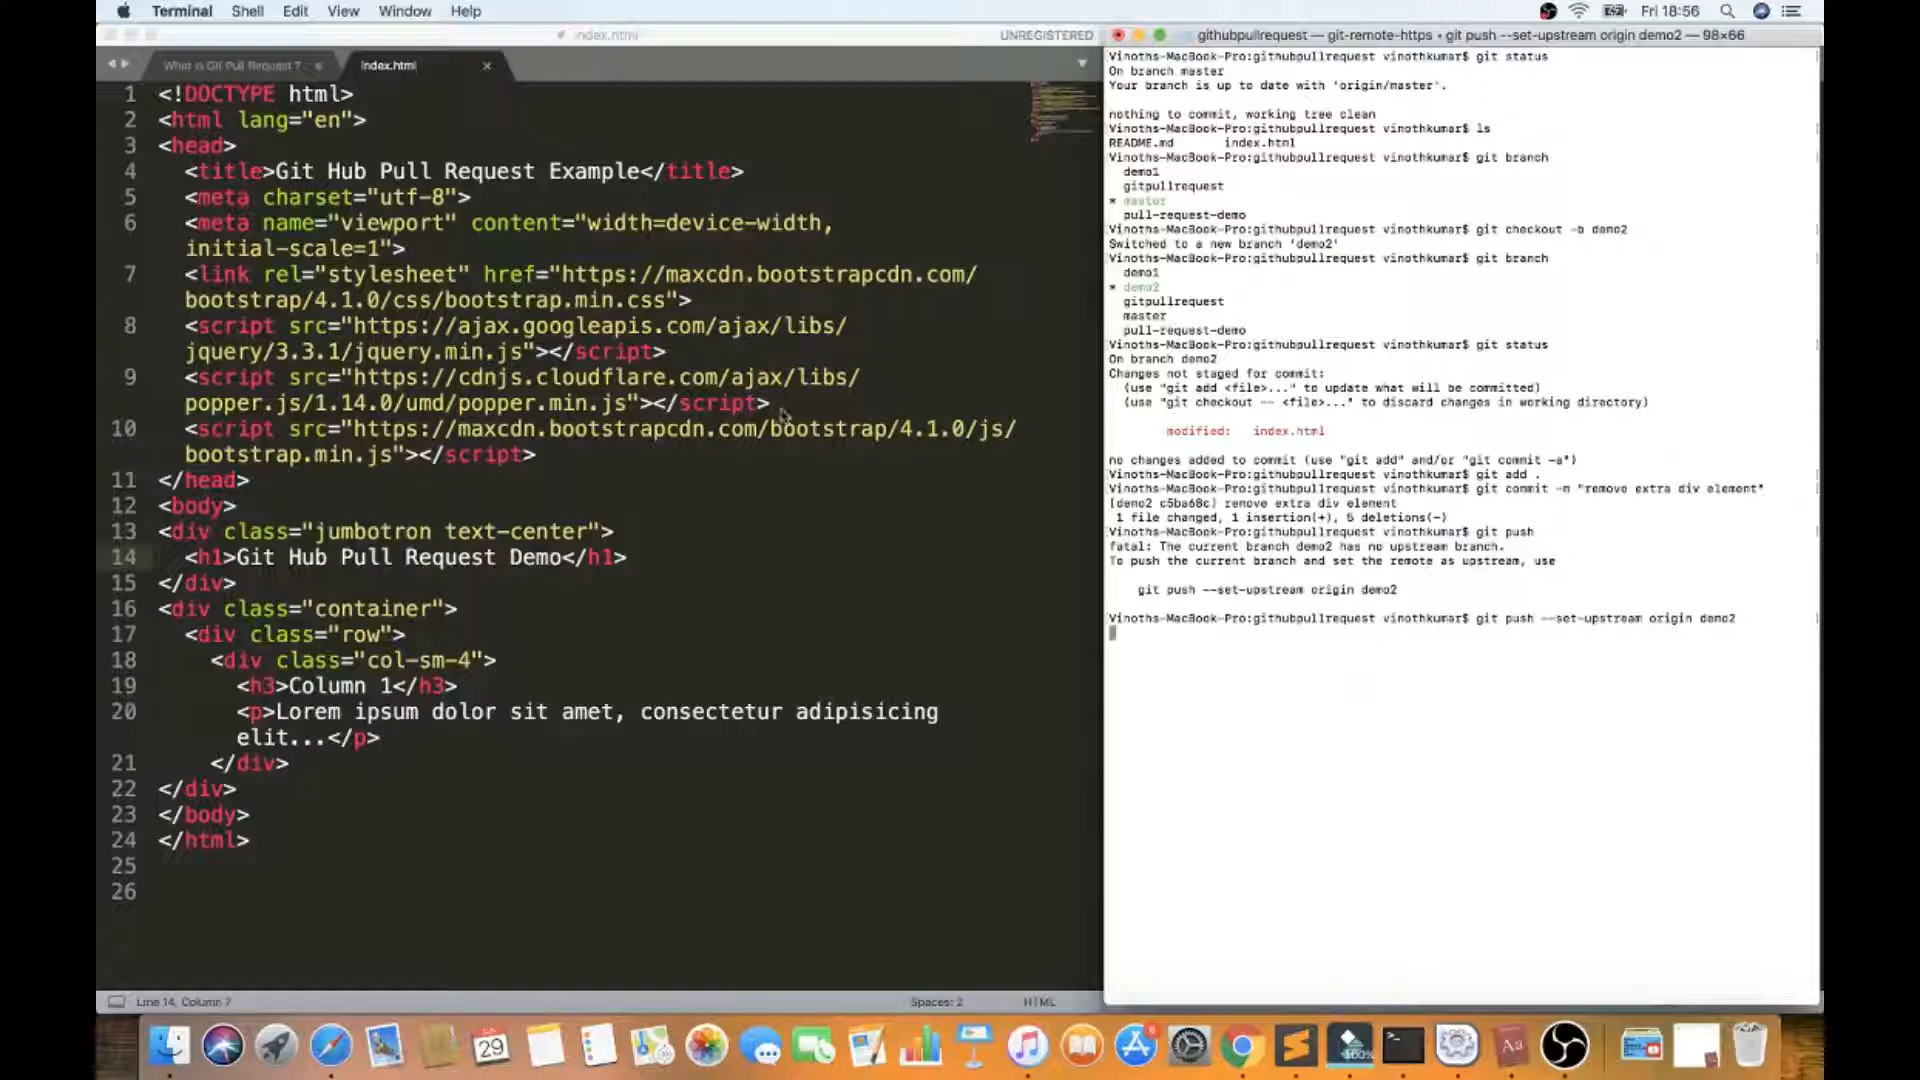 Terminal Shell Edit View Window Help
Fri 18:56
index.html
UNREGISTERED
What is Git Pull Request ?
index.html
1 <!DOCTYPE html>
2 <html lang="en">
3 <head>
4 <title>Git Hub Pull Request Example</title>
5 <meta charset="utf-8">
6 <meta name="viewport" content="width=device-width,
initial-scale=1">
7 <link rel="stylesheet" href="https://maxcdn.bootstrapcdn.com/
bootstrap/4.1.0/css/bootstrap.min.css">
8 <script src="https://ajax.googleapis.com/ajax/libs/
jquery/3.3.1/jquery.min.js"></script>
9 <script src="https://cdnjs.cloudflare.com/ajax/libs/
popper.js/1.14.0/umd/popper.min.js"></script>
10 <script src="https://maxcdn.bootstrapcdn.com/bootstrap/4.1.0/js/
bootstrap.min.js"></script>
11 </head>
12 <body>
13 <div class="jumbotron text-center">
14 <h1>Git Hub Pull Request Demo</h1>
15 </div>
16 <div class="container">
17 <div class="row">
18 <div class="col-sm-4">
19 <h3>Column 1</h3>
20 <p>Lorem ipsum dolor sit amet, consectetur adipisicing
elit...</p>
21 </div>
22 </div>
23 </body>
24 </html>
25
26
Line 14, Column 7
Spaces: 2
HTML
githubpullrequest — git-remote-https • git push --set-upstream origin demo2 — 98×66
Vinoths-MacBook-Pro:githubpullrequest vinothkumar$ git status
On branch master
Your branch is up to date with 'origin/master'.
nothing to commit, working tree clean
Vinoths-MacBook-Pro:githubpullrequest vinothkumar$ ls
README.md index.html
Vinoths-MacBook-Pro:githubpullrequest vinothkumar$ git branch
demo1
gitpullrequest
* master
pull-request-demo
Vinoths-MacBook-Pro:githubpullrequest vinothkumar$ git checkout -b demo2
Switched to a new branch 'demo2'
Vinoths-MacBook-Pro:githubpullrequest vinothkumar$ git branch
demo1
* demo2
gitpullrequest
master
pull-request-demo
Vinoths-MacBook-Pro:githubpullrequest vinothkumar$ git status
On branch demo2
Changes not staged for commit:
(use "git add <file>..." to update what will be committed)
(use "git checkout -- <file>..." to discard changes in working directory)
modified: index.html
no changes added to commit (use "git add" and/or "git commit -a")
Vinoths-MacBook-Pro:githubpullrequest vinothkumar$ git add .
Vinoths-MacBook-Pro:githubpullrequest vinothkumar$ git commit -m "remove extra div element"
[demo2 c5ba68c] remove extra div element
1 file changed, 1 insertion(+), 5 deletions(-)
Vinoths-MacBook-Pro:githubpullrequest vinothkumar$ git push
fatal: The current branch demo2 has no upstream branch.
To push the current branch and set the remote as upstream, use
git push --set-upstream origin demo2
Vinoths-MacBook-Pro:githubpullrequest vinothkumar$ git push --set-upstream origin demo2
29
100%
Aa